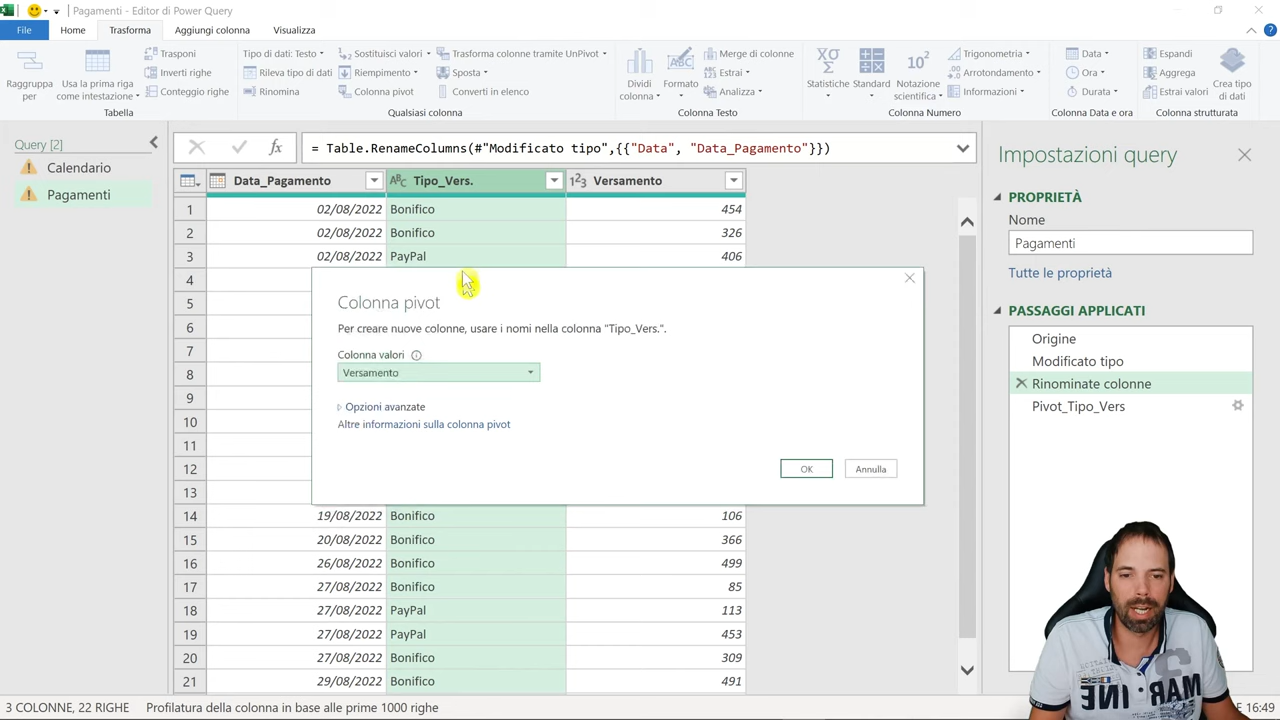 Pagamenti - Editor di Power Query
File
Home
Trasforma
Aggiungi colonna
Visualizza
Raggruppa per
Usa la prima riga come intestazione
Trasponi
Inverti righe
Conteggio righe
Tabella
Tipo di dati: Testo
Rileva tipo di dati
Rinomina
Sostituisci valori
Riempimento
Colonna pivot
Trasforma colonne tramite UnPivot
Sposta
Converti in elenco
Qualsiasi colonna
Dividi colonna
Formato
Merge di colonne
Estrai
Analizza
Colonna Testo
Statistiche
Standard
10²
Notazione scientifica
Trigonometria
Arrotondamento
Informazioni
Colonna Numero
Data
Ora
Durata
Colonna Data e ora
Espandi
Aggrega
Estrai valori
Crea tipo di dati
Colonna strutturata
Query [2]
Calendario
Pagamenti
fx
= Table.RenameColumns(#"Modificato tipo",{{"Data", "Data_Pagamento"}})
Data_Pagamento
ABC Tipo_Vers.
123 Versamento
1 02/08/2022 Bonifico 454
2 02/08/2022 Bonifico 326
3 02/08/2022 PayPal 406
4
5
6
7
8
9
10
11
12
13
14 19/08/2022 Bonifico 106
15 20/08/2022 Bonifico 366
16 26/08/2022 Bonifico 499
17 27/08/2022 Bonifico 85
18 27/08/2022 PayPal 113
19 27/08/2022 PayPal 453
20 27/08/2022 Bonifico 309
21 29/08/2022 Bonifico 491
Colonna pivot
Per creare nuove colonne, usare i nomi nella colonna "Tipo_Vers.".
Colonna valori
Versamento
Opzioni avanzate
Altre informazioni sulla colonna pivot
OK
Annulla
Impostazioni query
PROPRIETÀ
Nome
Pagamenti
Tutte le proprietà
PASSAGGI APPLICATI
Origine
Modificato tipo
Rinominate colonne
Pivot_Tipo_Vers
MAR
INE
3 COLONNE, 22 RIGHE
Profilatura della colonna in base alle prime 1000 righe
E 16:49